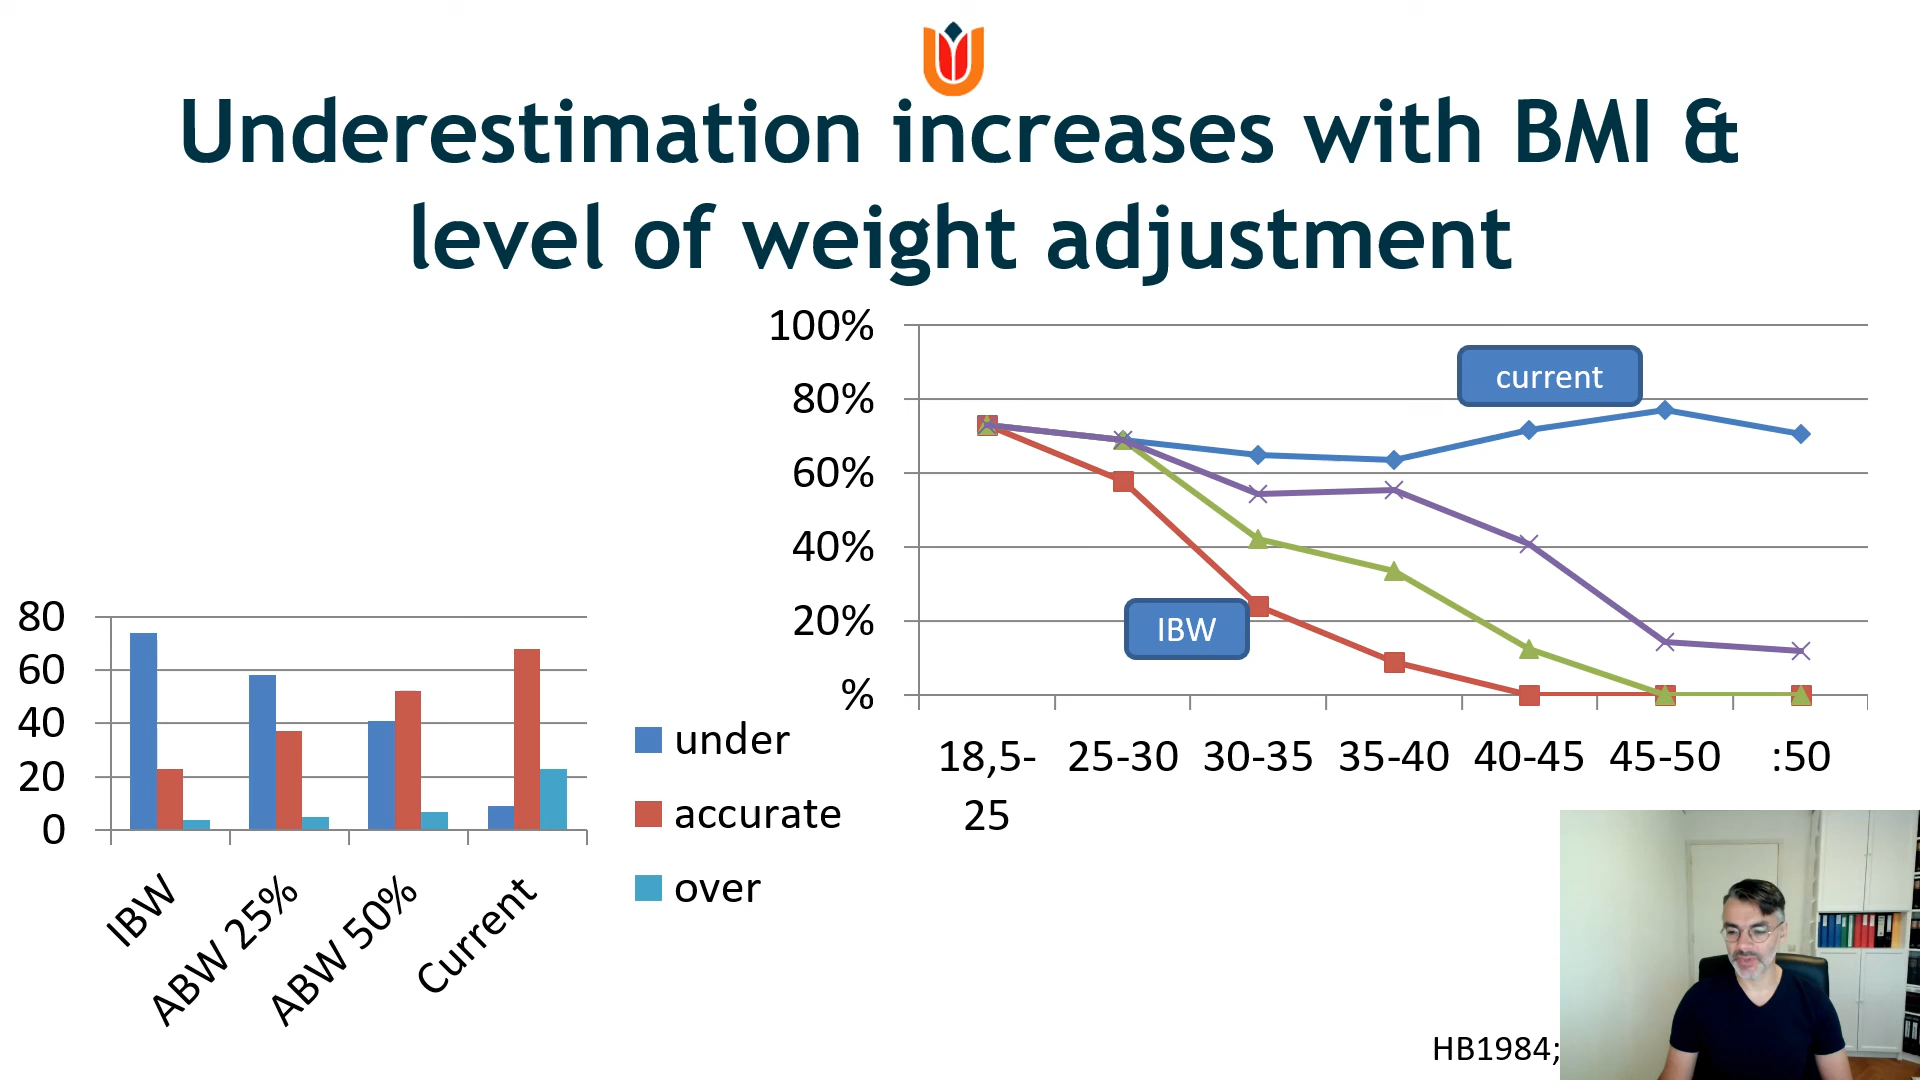 Underestimation increases with BMI &
level of weight adjustment
80
60
40
20
0
IBW
ABW 25%
ABW 50%
Current
under
accurate
over
100%
80%
60%
40%
20%
%
current
IBW
18,5-
25
25-30
30-35
35-40
40-45
45-50
:50
HB1984;